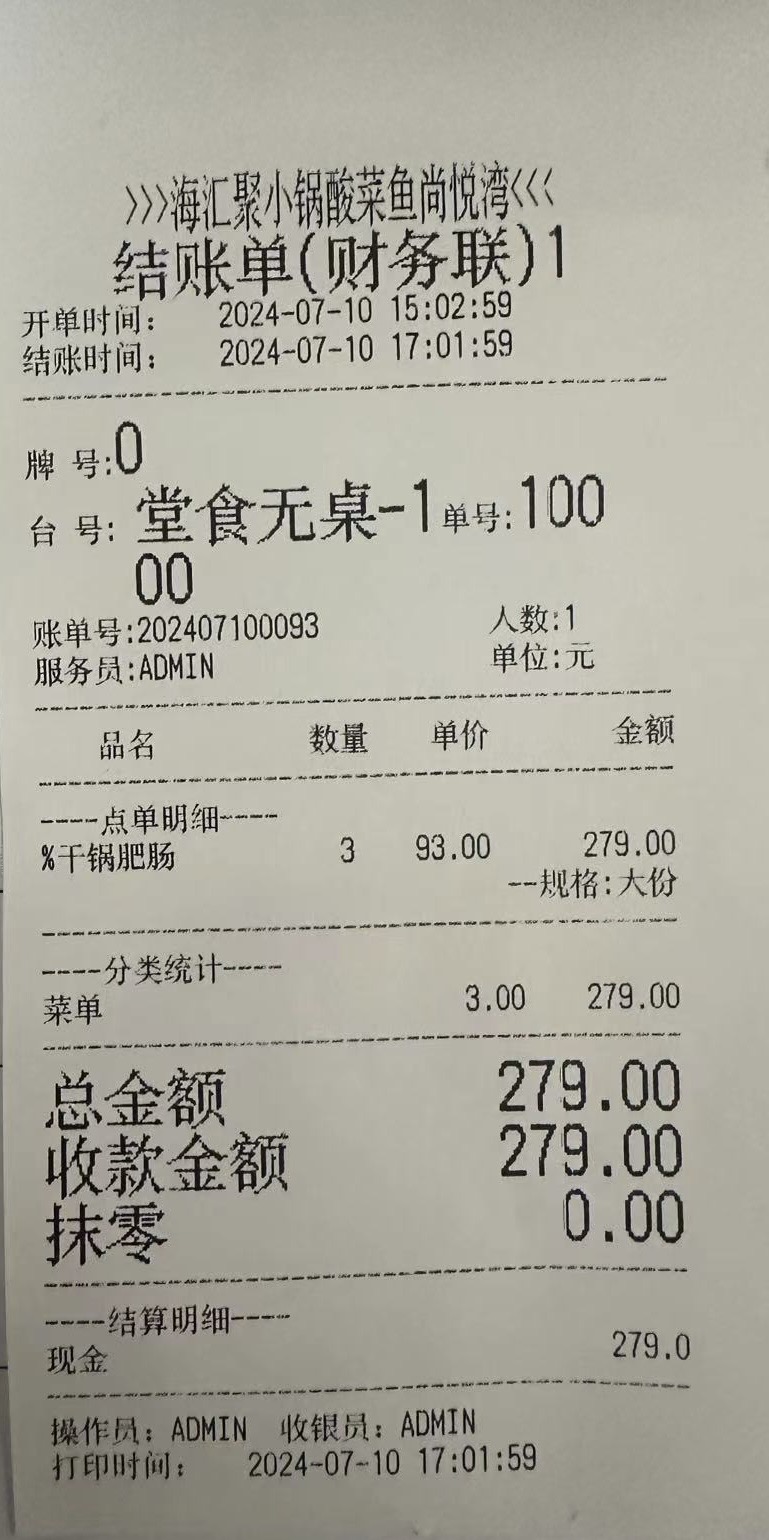 >>>海汇聚小锅酸菜鱼尚悦湾<<<
结账单(财务联)1
开单时间: 2024-07-10 15:02:59
结账时间: 2024-07-10 17:01:59
牌 号:0
台 号: 堂食无桌-1 单号:100
00
账单号:202407100093 人数:1
服务员:ADMIN 单位:元
品名 数量 单价 金额
----点单明细----
%干锅肥肠 3 93.00 279.00
--规格:大份
----分类统计----
菜单 3.00 279.00
总金额 279.00
收款金额 279.00
抹零 0.00
----结算明细----
现金 279.0
操作员: ADMIN 收银员: ADMIN
打印时间: 2024-07-10 17:01:59